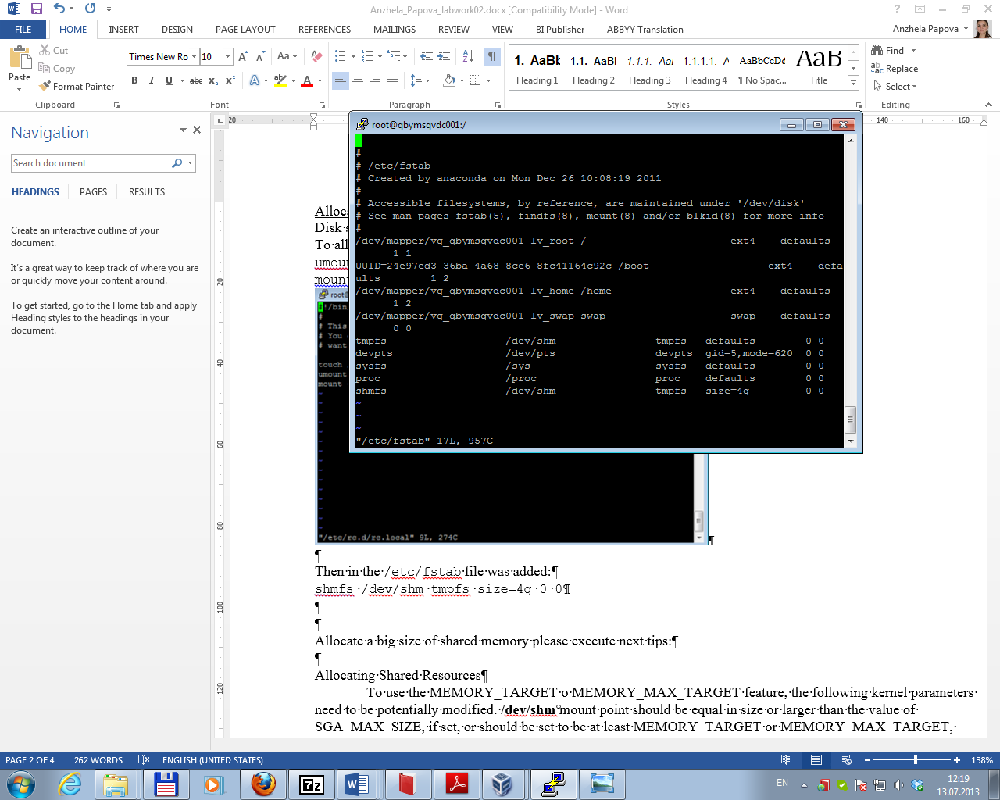 Anzhela_Papova_labwork02.docx [Compatibility Mode] - Word
FILE HOME INSERT DESIGN PAGE LAYOUT REFERENCES MAILINGS REVIEW VIEW BI Publisher ABBYY Translation Anzhela Papova
Paste
Cut
Copy
Format Painter
Times New Ro 10
AaBb Heading 1
AaBl Heading 2
Heading 3
Heading 4
AaBbCcDd ¶ No Spac...
AaB Title
Find
Replace
Select
Clipboard Font Paragraph Styles Editing
Navigation
Search document
HEADINGS PAGES RESULTS
Create an interactive outline of your
document.
It's a great way to keep track of where you are
or quickly move your content around.
To get started, go to the Home tab and apply
Heading styles to the headings in your
document.
20 140 160
20
40
60
80
100
120
Disk
To all
umoun
mount
root@qbymsqvdc001:/
#
# /etc/fstab
# Created by anaconda on Mon Dec 26 10:08:19 2011
#
# Accessible filesystems, by reference, are maintained under '/dev/disk'
# See man pages fstab(5), findfs(8), mount(8) and/or blkid(8) for more info
#
/dev/mapper/vg_qbymsqvdc001-lv_root / ext4 defaults
1 1
UUID=24e97ed3-36ba-4a68-8ce6-8fc41164c92c /boot ext4 defa
ults 1 2
/dev/mapper/vg_qbymsqvdc001-lv_home /home ext4 defaults
1 2
/dev/mapper/vg_qbymsqvdc001-lv_swap swap swap defaults
0 0
tmpfs /dev/shm tmpfs defaults 0 0
devpts /dev/pts devpts gid=5,mode=620 0 0
sysfs /sys sysfs defaults 0 0
proc /proc proc defaults 0 0
shmfs /dev/shm tmpfs size=4g 0 0
~
~
~
"/etc/fstab" 17L, 957C
root
#!/bin
#
# This
# You
# want
touch
umount
mount
"/etc/rc.d/rc.local" 9L, 274C
¶
¶
Then in the /etc/fstab file was added:¶
shmfs /dev/shm tmpfs size=4g 0 0¶
¶
¶
Allocate a big size of shared memory please execute next tips:¶
¶
Allocating Shared Resources¶
To use the MEMORY_TARGET o MEMORY_MAX_TARGET feature, the following kernel parameters
need to be potentially modified. /dev/shm mount point should be equal in size or larger than the value of
SGA_MAX_SIZE, if set, or should be set to be at least MEMORY_TARGET or MEMORY_MAX_TARGET,
PAGE 2 OF 4 262 WORDS ENGLISH (UNITED STATES) 138%
EN 12:19
13.07.2013